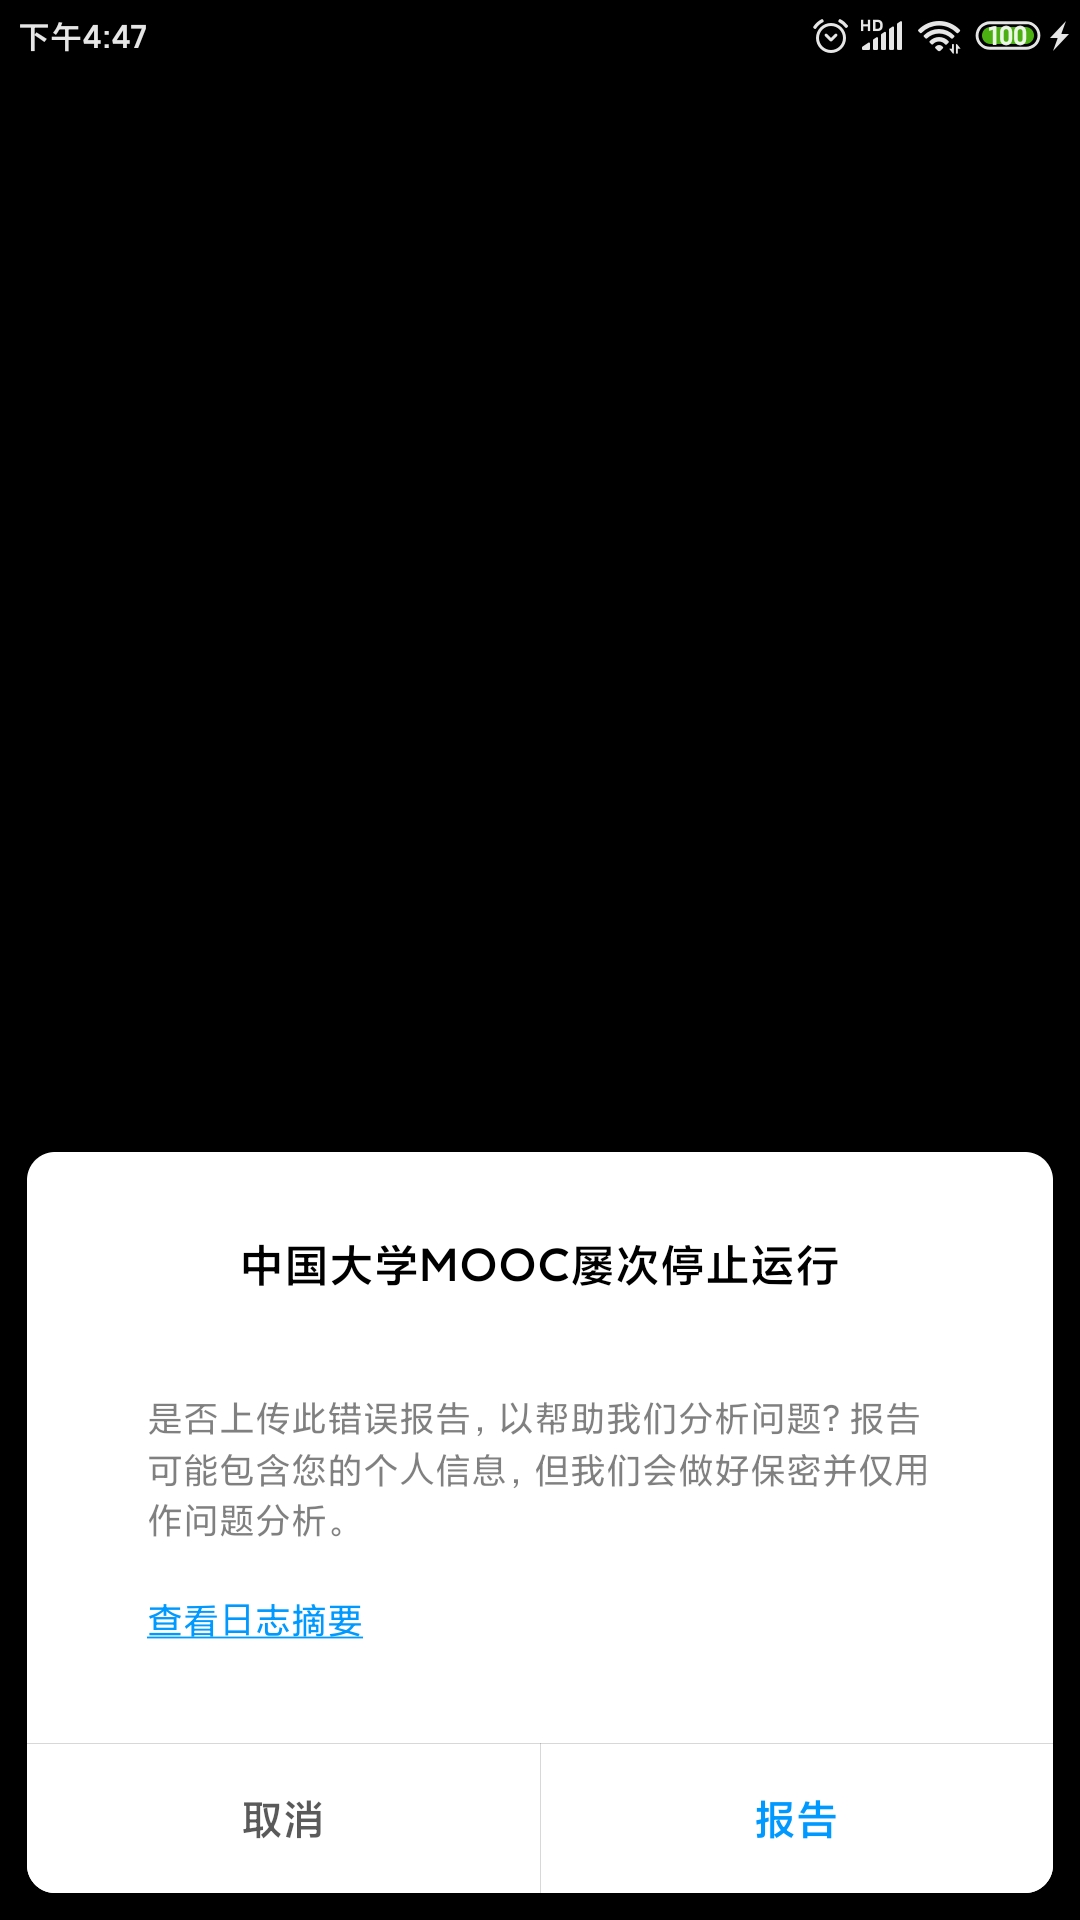 下午4:47
HD
100
中国大学MOOC屡次停止运行
是否上传此错误报告, 以帮助我们分析问题? 报告
可能包含您的个人信息, 但我们会做好保密并仅用
作问题分析。
查看日志摘要
取消
报告